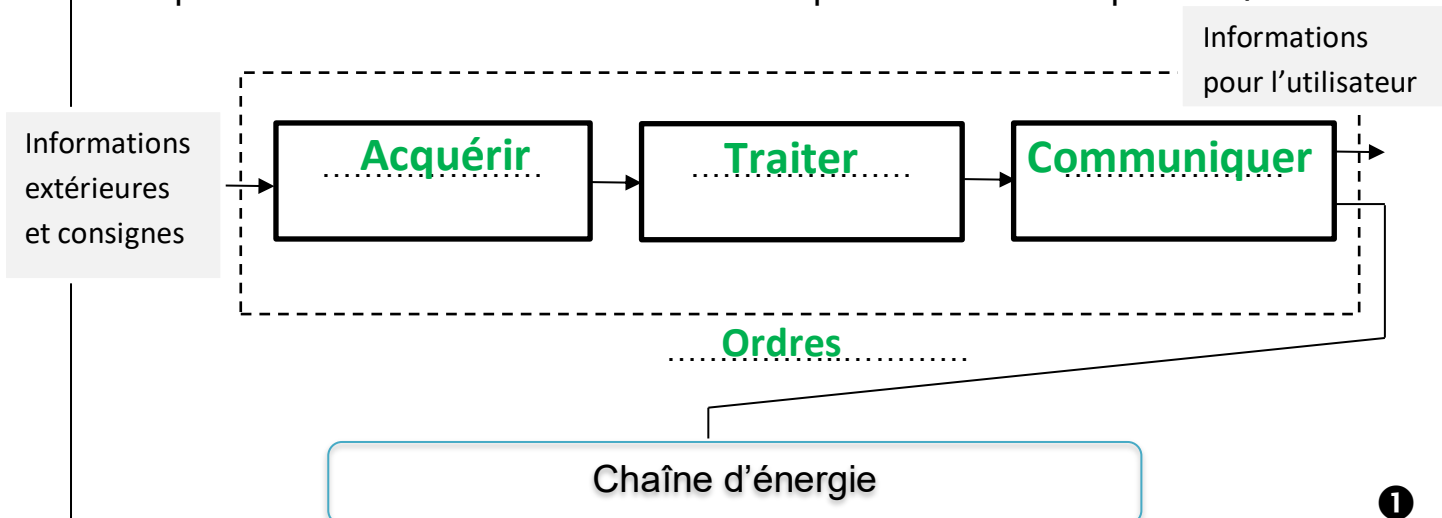 Informations
pour l’utilisateur
Informations
extérieures
et consignes
Acquérir
Traiter
Communiquer
Ordres
Chaîne d’énergie
❶